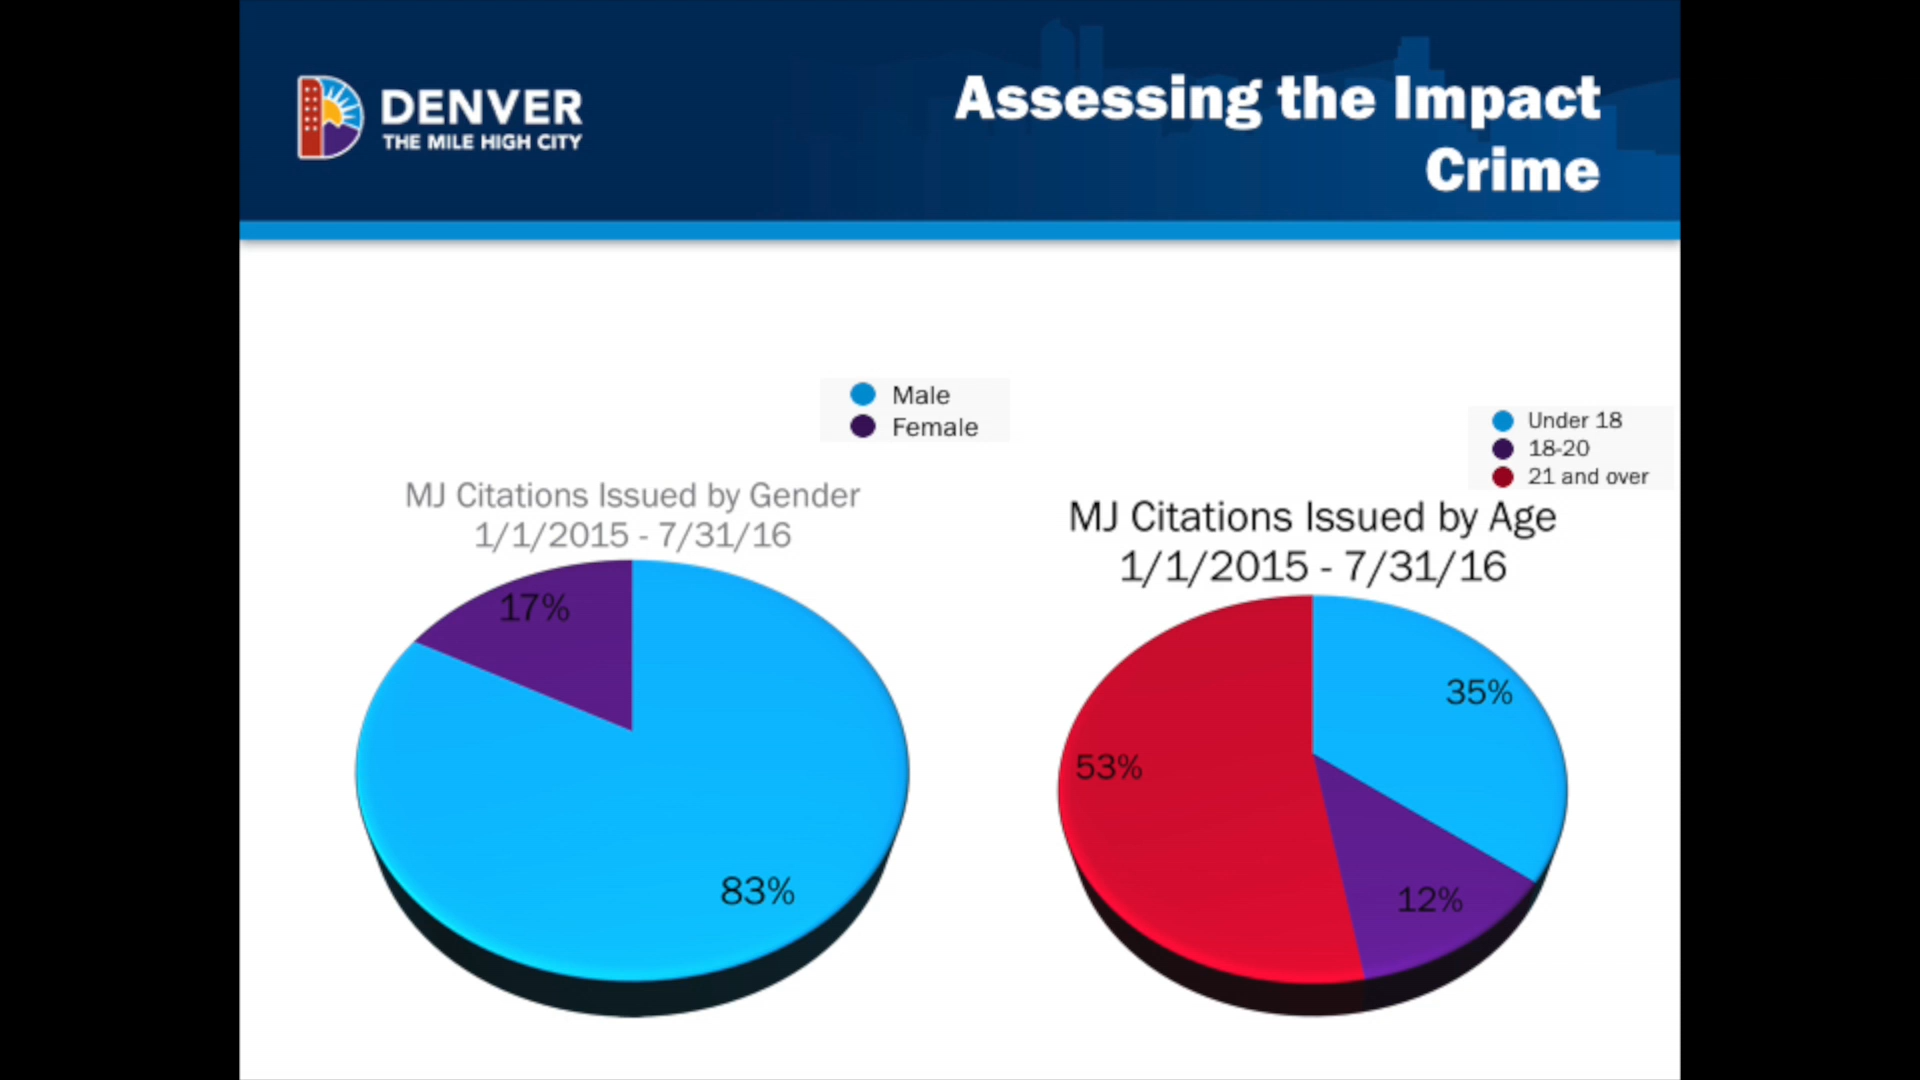 DENVER
THE MILE HIGH CITY
Assessing the Impact
Crime
Male
Female
MJ Citations Issued by Gender
1/1/2015 - 7/31/16
17%
83%
Under 18
18-20
21 and over
MJ Citations Issued by Age
1/1/2015 - 7/31/16
35%
53%
12%